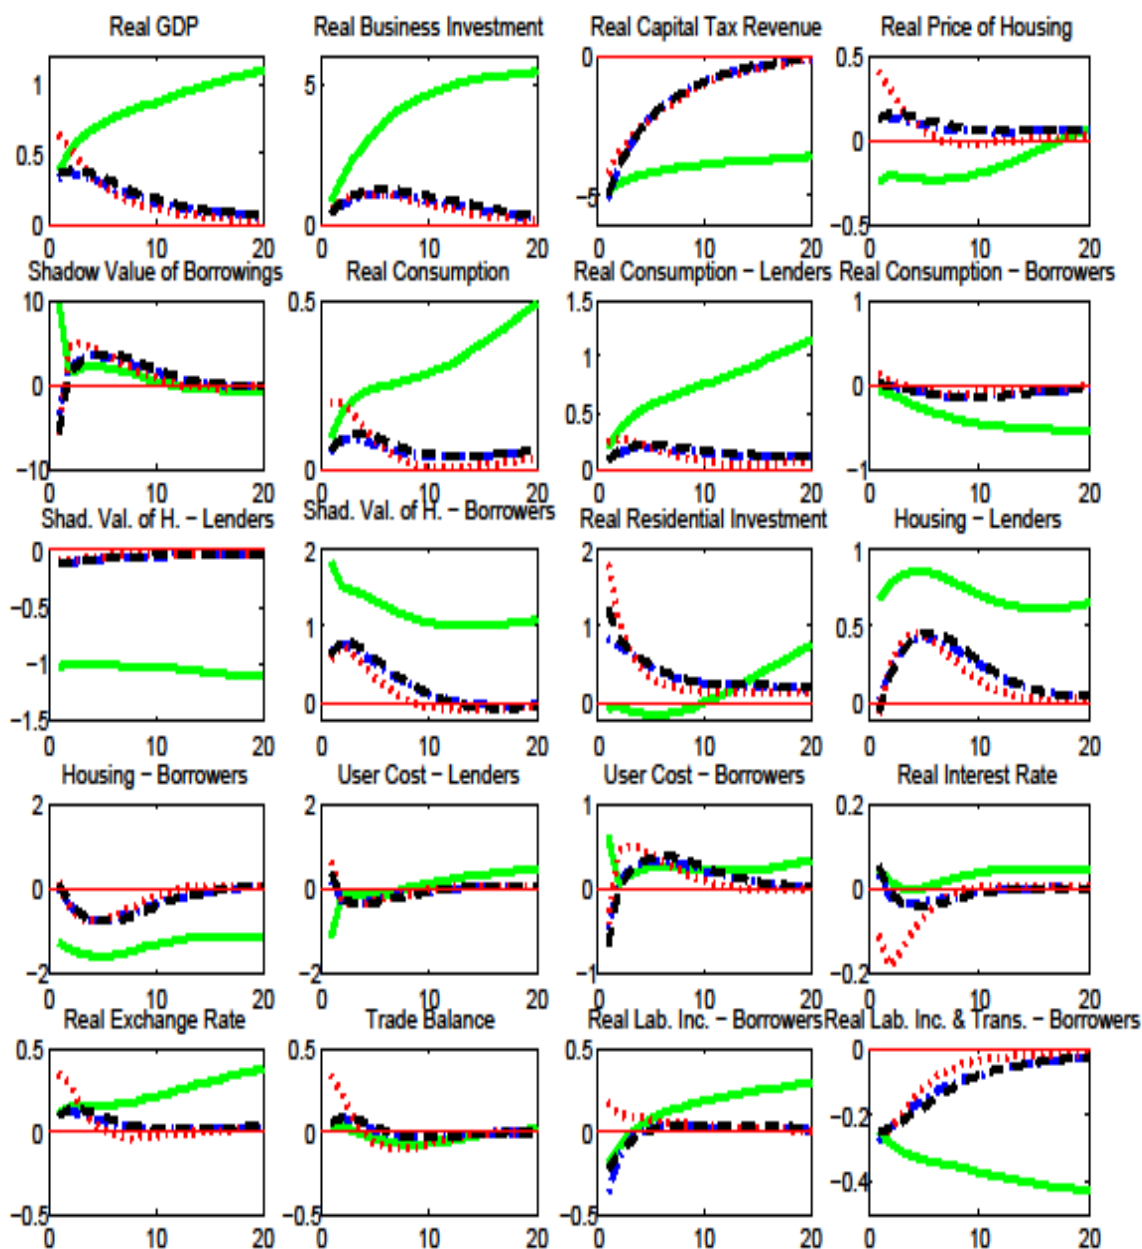 Real GDP Real Business Investment Real Capital Tax Revenue Real Price of Housing
1 5 0 0.5
0.5 −5 0
0 0 −0.5
0 10 20 0 10 20 0 10 20 0 10 20
Shadow Value of Borrowings Real Consumption Real Consumption − Lenders Real Consumption − Borrowers
10 0.5 1.5 1
0 1 0
0.5
−10 0 0 −1
0 10 20 0 10 20 0 10 20 0 10 20
Shad. Val. of H. − Lenders Shad. Val. of H. − Borrowers Real Residential Investment Housing − Lenders
0 2 2 1
−0.5 1 1 0.5
−1
−1.5 0 0 0
0 10 20 0 10 20 0 10 20 0 10 20
Housing − Borrowers User Cost − Lenders User Cost − Borrowers Real Interest Rate
2 2 1 0.2
0 0 0 0
−2 −2 −1 −0.2
0 10 20 0 10 20 0 10 20 0 10 20
Real Exchange Rate Trade Balance Real Lab. Inc. − Borrowers Real Lab. Inc. & Trans. − Borrowers
0.5 0.5 0.5 0
0 0 0 −0.2
−0.4
−0.5 −0.5 −0.5
0 10 20 0 10 20 0 10 20 0 10 20